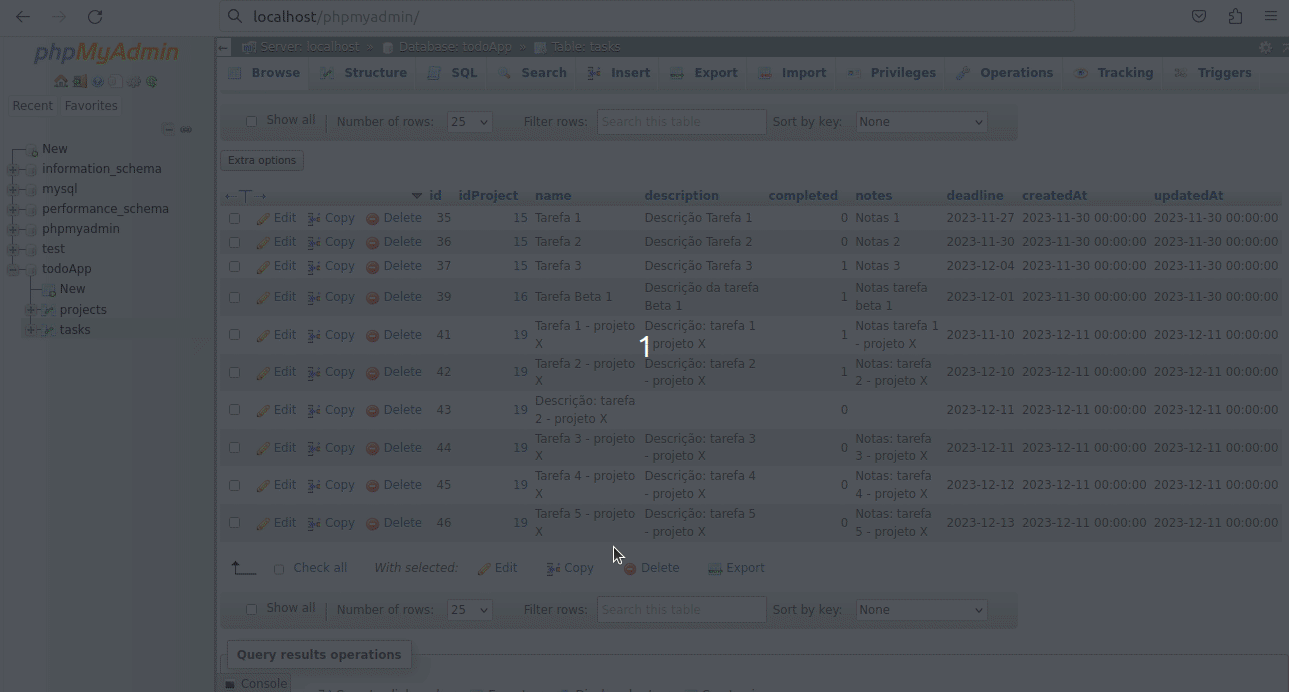 localhost/phpmyadmin/
phpMyAdmin
Recent Favorites
New
information_schema
mysql
performance_schema
phpmyadmin
test
todoApp
New
projects
tasks
Server: localhost » Database: todoApp » Table: tasks
Browse Structure SQL Search Insert Export Import Privileges Operations Tracking Triggers
Show all Number of rows: 25 Filter rows: Search this table Sort by key: None
Extra options
id idProject name description completed notes deadline createdAt updatedAt
Edit Copy Delete 35 15 Tarefa 1 Descrição Tarefa 1 0 Notas 1 2023-11-27 2023-11-30 00:00:00 2023-11-30 00:00:00
Edit Copy Delete 36 15 Tarefa 2 Descrição Tarefa 2 0 Notas 2 2023-11-30 2023-11-30 00:00:00 2023-11-30 00:00:00
Edit Copy Delete 37 15 Tarefa 3 Descrição Tarefa 3 1 Notas 3 2023-12-04 2023-11-30 00:00:00 2023-11-30 00:00:00
Descrição da tarefa Notas tarefa
Edit Copy Delete 39 16 Tarefa Beta 1 1 2023-12-01 2023-11-30 00:00:00 2023-11-30 00:00:00
Beta 1 beta 1
Tarefa 1 - projeto Descrição: tarefa 1 Notas tarefa 1
Edit Copy Delete 41 19 1 2023-11-10 2023-12-11 00:00:00 2023-12-11 00:00:00
X - projeto X - projeto X
1
Tarefa 2 - projeto Descrição: tarefa 2 Notas: tarefa
Edit Copy Delete 42 19 1 2023-12-10 2023-12-11 00:00:00 2023-12-11 00:00:00
X - projeto X 2 - projeto X
Descrição: tarefa
Edit Copy Delete 43 19 0 2023-12-11 2023-12-11 00:00:00 2023-12-11 00:00:00
2 - projeto X
Tarefa 3 - projeto Descrição: tarefa 3 Notas: tarefa
Edit Copy Delete 44 19 0 2023-12-11 2023-12-11 00:00:00 2023-12-11 00:00:00
X - projeto X 3 - projeto X
Tarefa 4 - projeto Descrição: tarefa 4 Notas: tarefa
Edit Copy Delete 45 19 0 2023-12-12 2023-12-11 00:00:00 2023-12-11 00:00:00
X - projeto X 4 - projeto X
Tarefa 5 - projeto Descrição: tarefa 5 Notas: tarefa
Edit Copy Delete 46 19 0 2023-12-13 2023-12-11 00:00:00 2023-12-11 00:00:00
X - projeto X 5 - projeto X
Check all With selected: Edit Copy Delete Export
Show all Number of rows: 25 Filter rows: Search this table Sort by key: None
Query results operations
Console